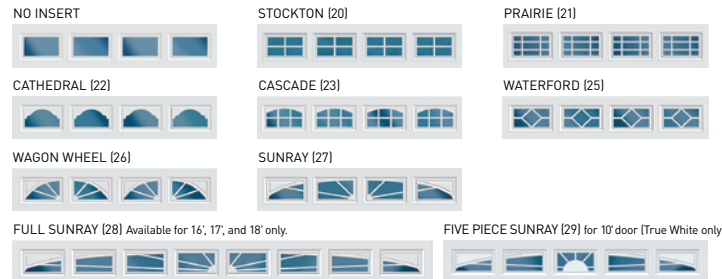 NO INSERT
STOCKTON (20)
PRAIRIE (21)
CATHEDRAL (22)
CASCADE (23)
WATERFORD (25)
WAGON WHEEL (26)
SUNRAY (27)
FULL SUNRAY (28) Available for 16', 17', and 18' only.
FIVE PIECE SUNRAY (29) for 10' door (True White only